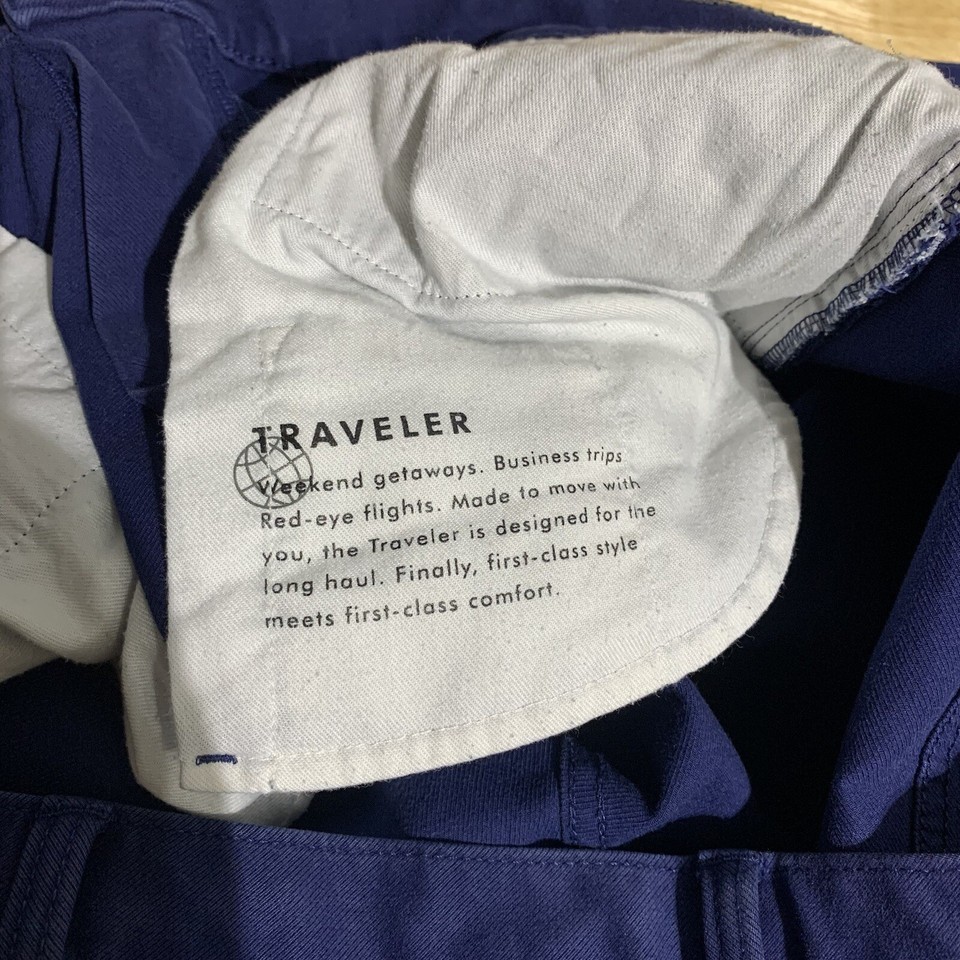 TRAVELER
Weekend getaways. Business trips
Red-eye flights. Made to move with
you, the Traveler is designed for the
long haul. Finally, first-class style
meets first-class comfort.